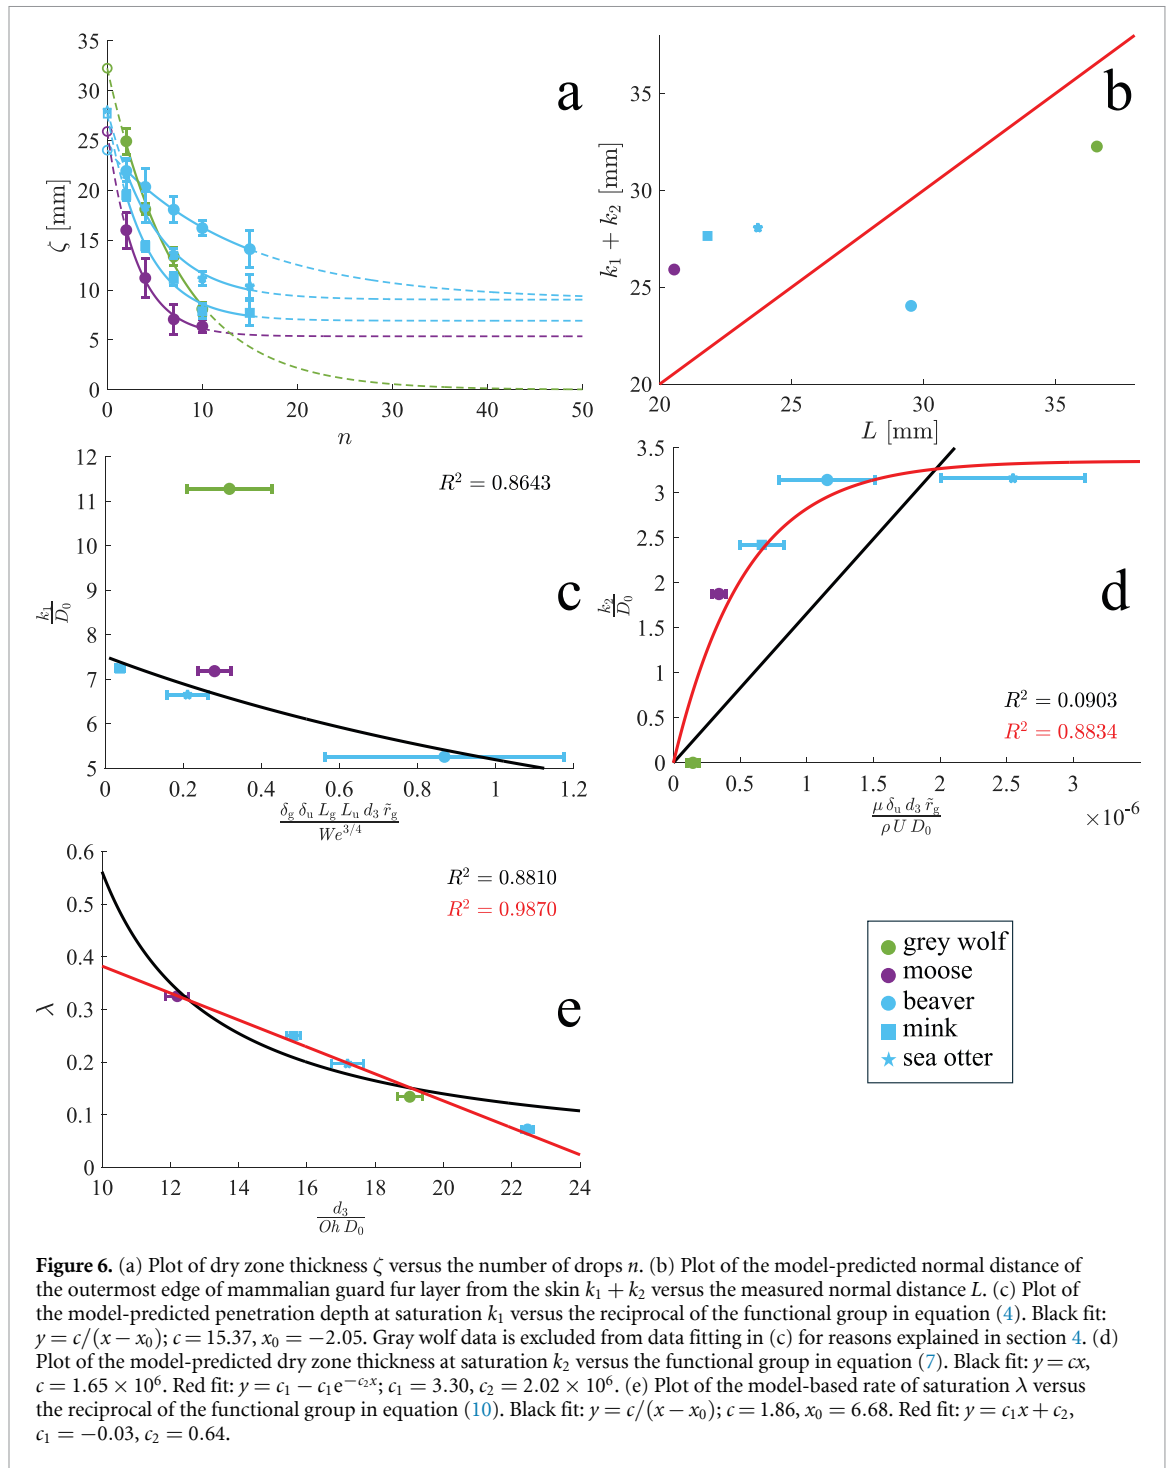 35
30
25
20
15
10
5
0
0 10 20 30 40 50
ζ [mm]
n
a
35
30
25
20
20 25 30 35
k₁ + k₂ [mm]
L [mm]
b
12
11
10
9
8
7
6
5
0 0.2 0.4 0.6 0.8 1 1.2
k₁/D₀
δg δu Lg Lu d₃ r̃g / We^3/4
R² = 0.8643
c
3.5
3
2.5
2
1.5
1
0.5
0
0 0.5 1 1.5 2 2.5 3
×10⁻⁶
k₂/D₀
μ δu d₃ r̃g / ρ U D₀
R² = 0.0903
R² = 0.8834
d
0.6
0.5
0.4
0.3
0.2
0.1
0
10 12 14 16 18 20 22 24
λ
d₃ / Oh D₀
R² = 0.8810
R² = 0.9870
e
grey wolf
moose
beaver
mink
sea otter
Figure 6. (a) Plot of dry zone thickness ζ versus the number of drops n. (b) Plot of the model-predicted normal distance of
the outermost edge of mammalian guard fur layer from the skin k₁ + k₂ versus the measured normal distance L. (c) Plot of
the model-predicted penetration depth at saturation k₁ versus the reciprocal of the functional group in equation (4). Black fit:
y = c/(x − x₀); c = 15.37, x₀ = −2.05. Gray wolf data is excluded from data fitting in (c) for reasons explained in section 4. (d)
Plot of the model-predicted dry zone thickness at saturation k₂ versus the functional group in equation (7). Black fit: y = cx,
c = 1.65 × 10⁶. Red fit: y = c₁ − c₁e^−c₂x; c₁ = 3.30, c₂ = 2.02 × 10⁶. (e) Plot of the model-based rate of saturation λ versus
the reciprocal of the functional group in equation (10). Black fit: y = c/(x − x₀); c = 1.86, x₀ = 6.68. Red fit: y = c₁x + c₂,
c₁ = −0.03, c₂ = 0.64.